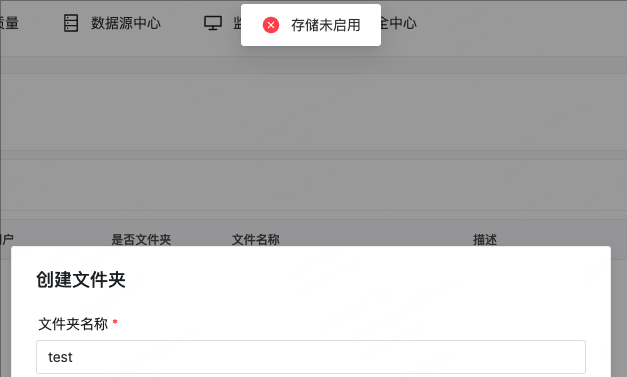 质量 数据源中心 监 存储未启用 全中心
用户 是否文件夹 文件名称 描述
创建文件夹
文件夹名称 *
test